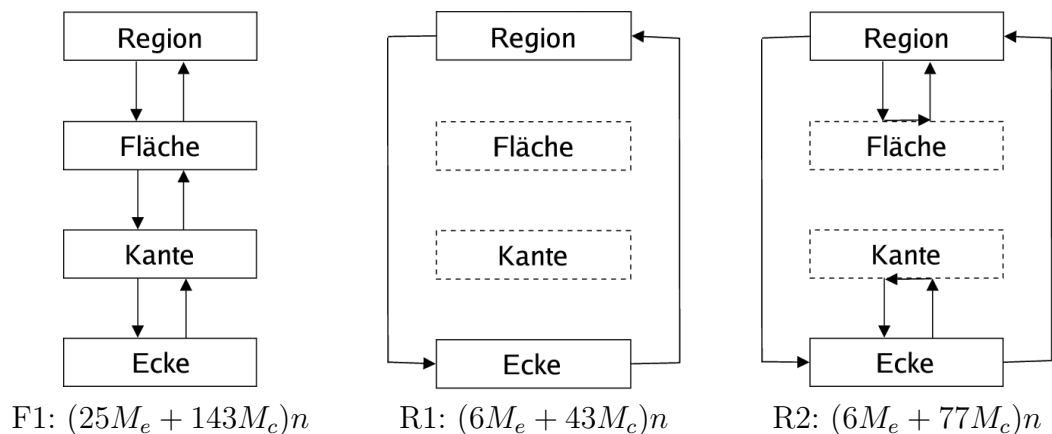 Region
Fläche
Kante
Ecke
F1: $(25M_e + 143M_c)n$
Region
Fläche
Kante
Ecke
R1: $(6M_e + 43M_c)n$
Region
Fläche
Kante
Ecke
R2: $(6M_e + 77M_c)n$